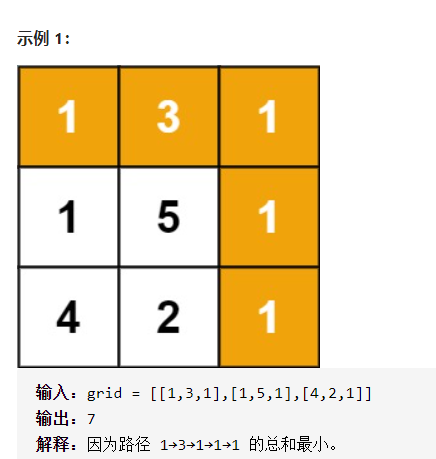 示例 1:
1 3 1
1 5 1
4 2 1
输入：grid = [[1,3,1],[1,5,1],[4,2,1]]
输出：7
解释：因为路径 1→3→1→1→1 的总和最小。